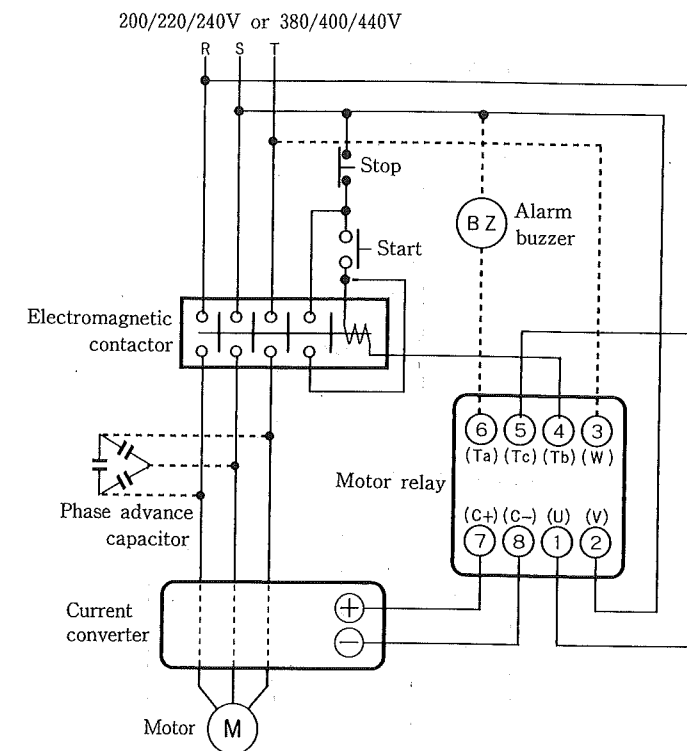 200/220/240V or 380/400/440V
R S T
Stop
Start
BZ
Alarm
buzzer
Electromagnetic
contactor
6 5 4 3
(Ta) (Tc) (Tb) (W)
Motor relay
(C+) (C−) (U) (V)
7 8 1 2
Phase advance
capacitor
Current
converter
+
−
Motor
M